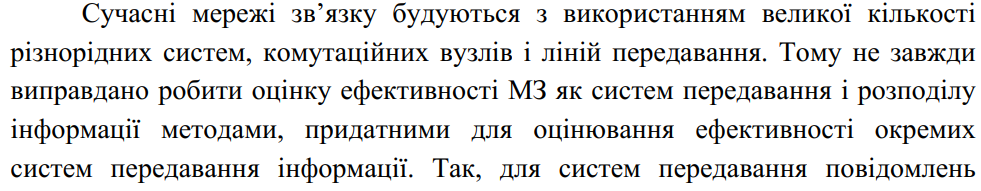 Сучасні мережі зв’язку будуються з використанням великої кількості
різнорідних систем, комутаційних вузлів і ліній передавання. Тому не завжди
виправдано робити оцінку ефективності МЗ як систем передавання і розподілу
інформації методами, придатними для оцінювання ефективності окремих
систем передавання інформації. Так, для систем передавання повідомлень